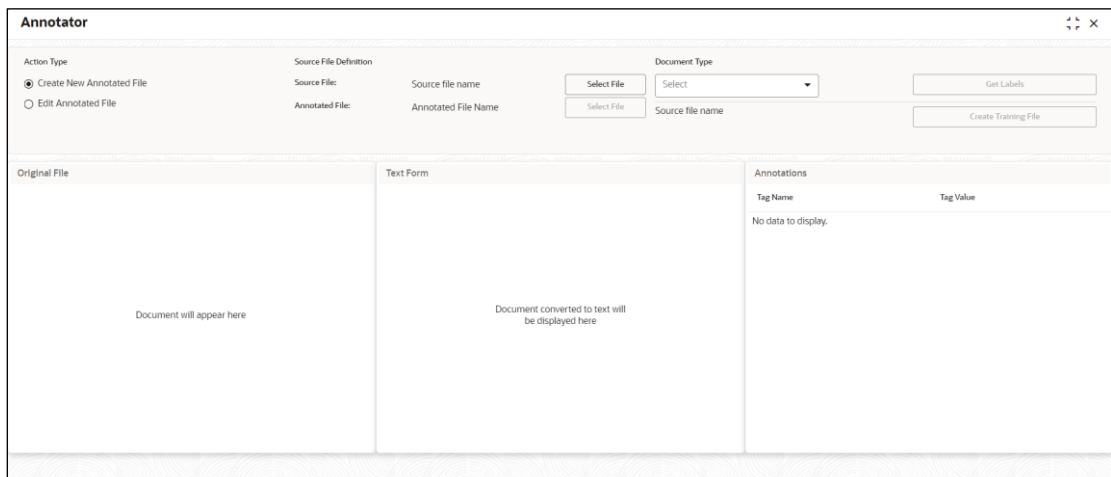 Annotator
Action Type
Create New Annotated File
Edit Annotated File
Source File Definition
Source File: Source file name Select File
Annotated File: Annotated File Name Select File
Document Type
Select
Source file name
Get Labels
Create Training File
Original File
Document will appear here
Text Form
Document converted to text will
be displayed here
Annotations
Tag Name Tag Value
No data to display.